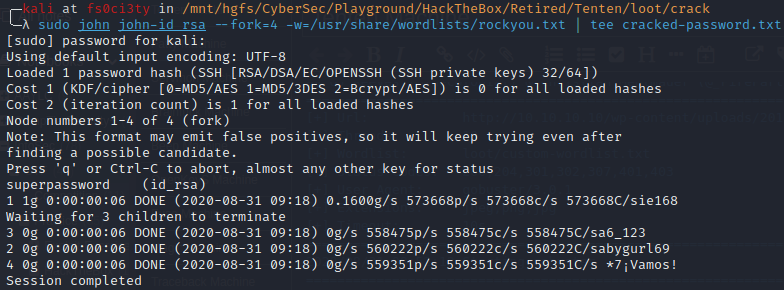 kali at fs0ci3ty in /mnt/hgfs/CyberSec/Playground/HackTheBox/Retired/Tenten/loot/crack
λ sudo john john-id_rsa --fork=4 -w=/usr/share/wordlists/rockyou.txt | tee cracked-password.txt
[sudo] password for kali:
Using default input encoding: UTF-8
Loaded 1 password hash (SSH [RSA/DSA/EC/OPENSSH (SSH private keys) 32/64])
Cost 1 (KDF/cipher [0=MD5/AES 1=MD5/3DES 2=Bcrypt/AES]) is 0 for all loaded hashes
Cost 2 (iteration count) is 1 for all loaded hashes
Node numbers 1-4 of 4 (fork)
Note: This format may emit false positives, so it will keep trying even after
finding a possible candidate.
Press 'q' or Ctrl-C to abort, almost any other key for status
superpassword    (id_rsa)
1 1g 0:00:00:06 DONE (2020-08-31 09:18) 0.1600g/s 573668p/s 573668c/s 573668C/sie168
Waiting for 3 children to terminate
3 0g 0:00:00:06 DONE (2020-08-31 09:18) 0g/s 558475p/s 558475c/s 558475C/sa6_123
2 0g 0:00:00:06 DONE (2020-08-31 09:18) 0g/s 560222p/s 560222c/s 560222C/sabygurl69
4 0g 0:00:00:06 DONE (2020-08-31 09:18) 0g/s 559351p/s 559351c/s 559351C/s *7¡Vamos!
Session completed